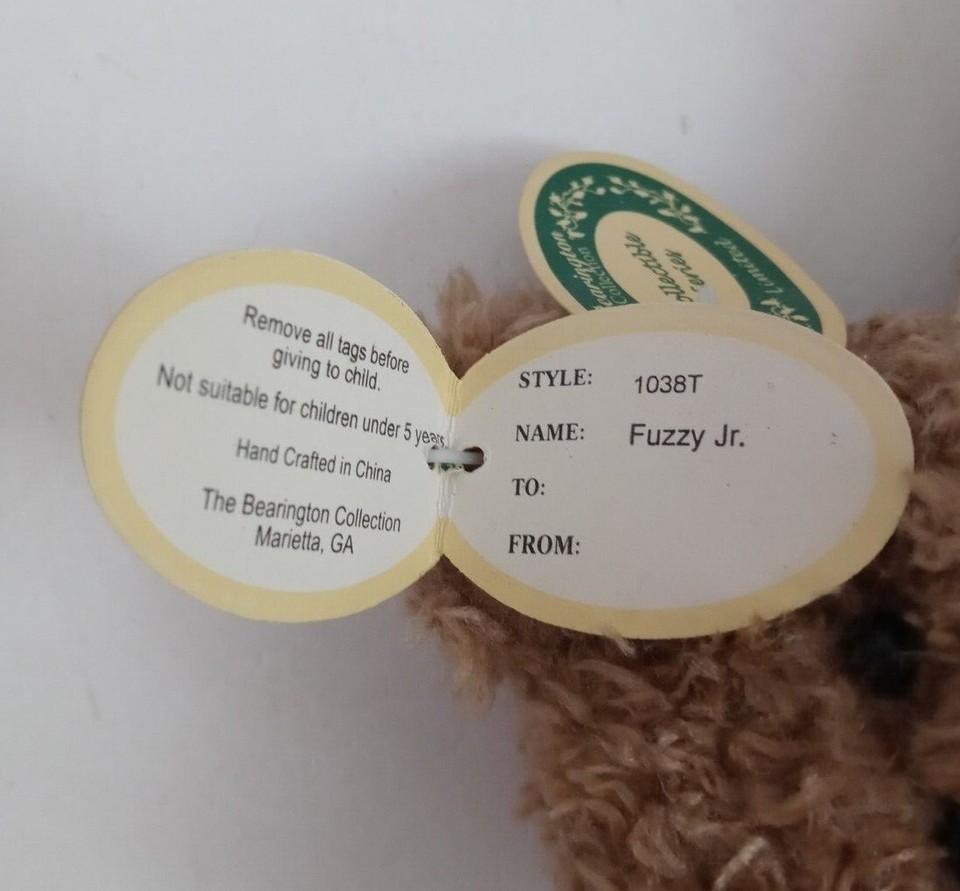 Remove all tags before
giving to child.
Not suitable for children under 5 years
Hand Crafted in China
The Bearington Collection
Marietta, GA
STYLE: 1038T
NAME: Fuzzy Jr.
TO:
FROM:
Collection
Limited